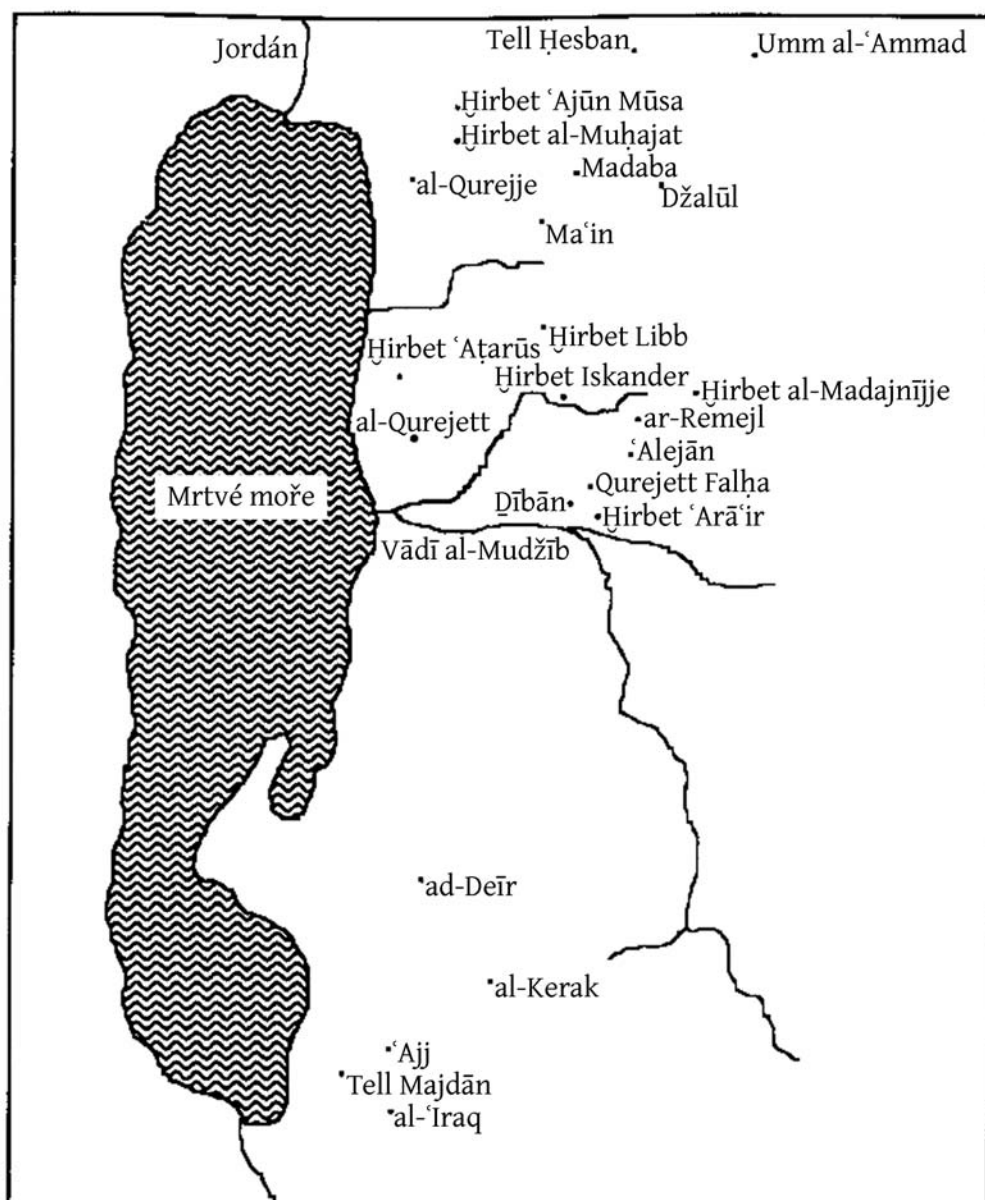 Jordán
Tell Ḥesban
Umm al-ʿAmmad
Ḫirbet ʿAjūn Mūsa
Ḫirbet al-Muḥajat
Madaba
al-Qurejje
Džalūl
Maʿin
Ḫirbet Libb
Ḫirbet ʿAṭarūs
Ḫirbet Iskander
Ḫirbet al-Madajnījje
al-Qurejett
ar-Remejl
ʿAlejān
Qurejett Falḥa
Mrtvé moře
Ḏībān
Ḫirbet ʿArāʿir
Vādī al-Mudžīb
ad-Deīr
al-Kerak
ʿAjj
Tell Majdān
al-ʿIraq